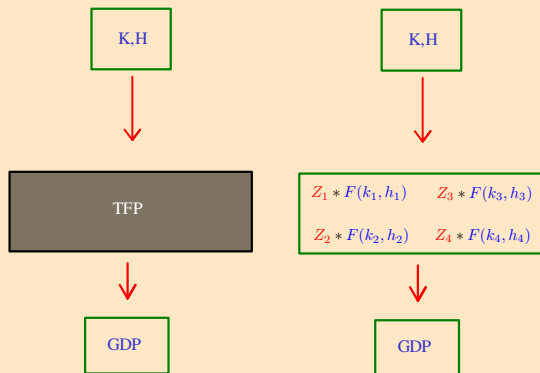 K,H
TFP
GDP
K,H
Z₁ * F(k₁, h₁) Z₃ * F(k₃, h₃)
Z₂ * F(k₂, h₂) Z₄ * F(k₄, h₄)
GDP